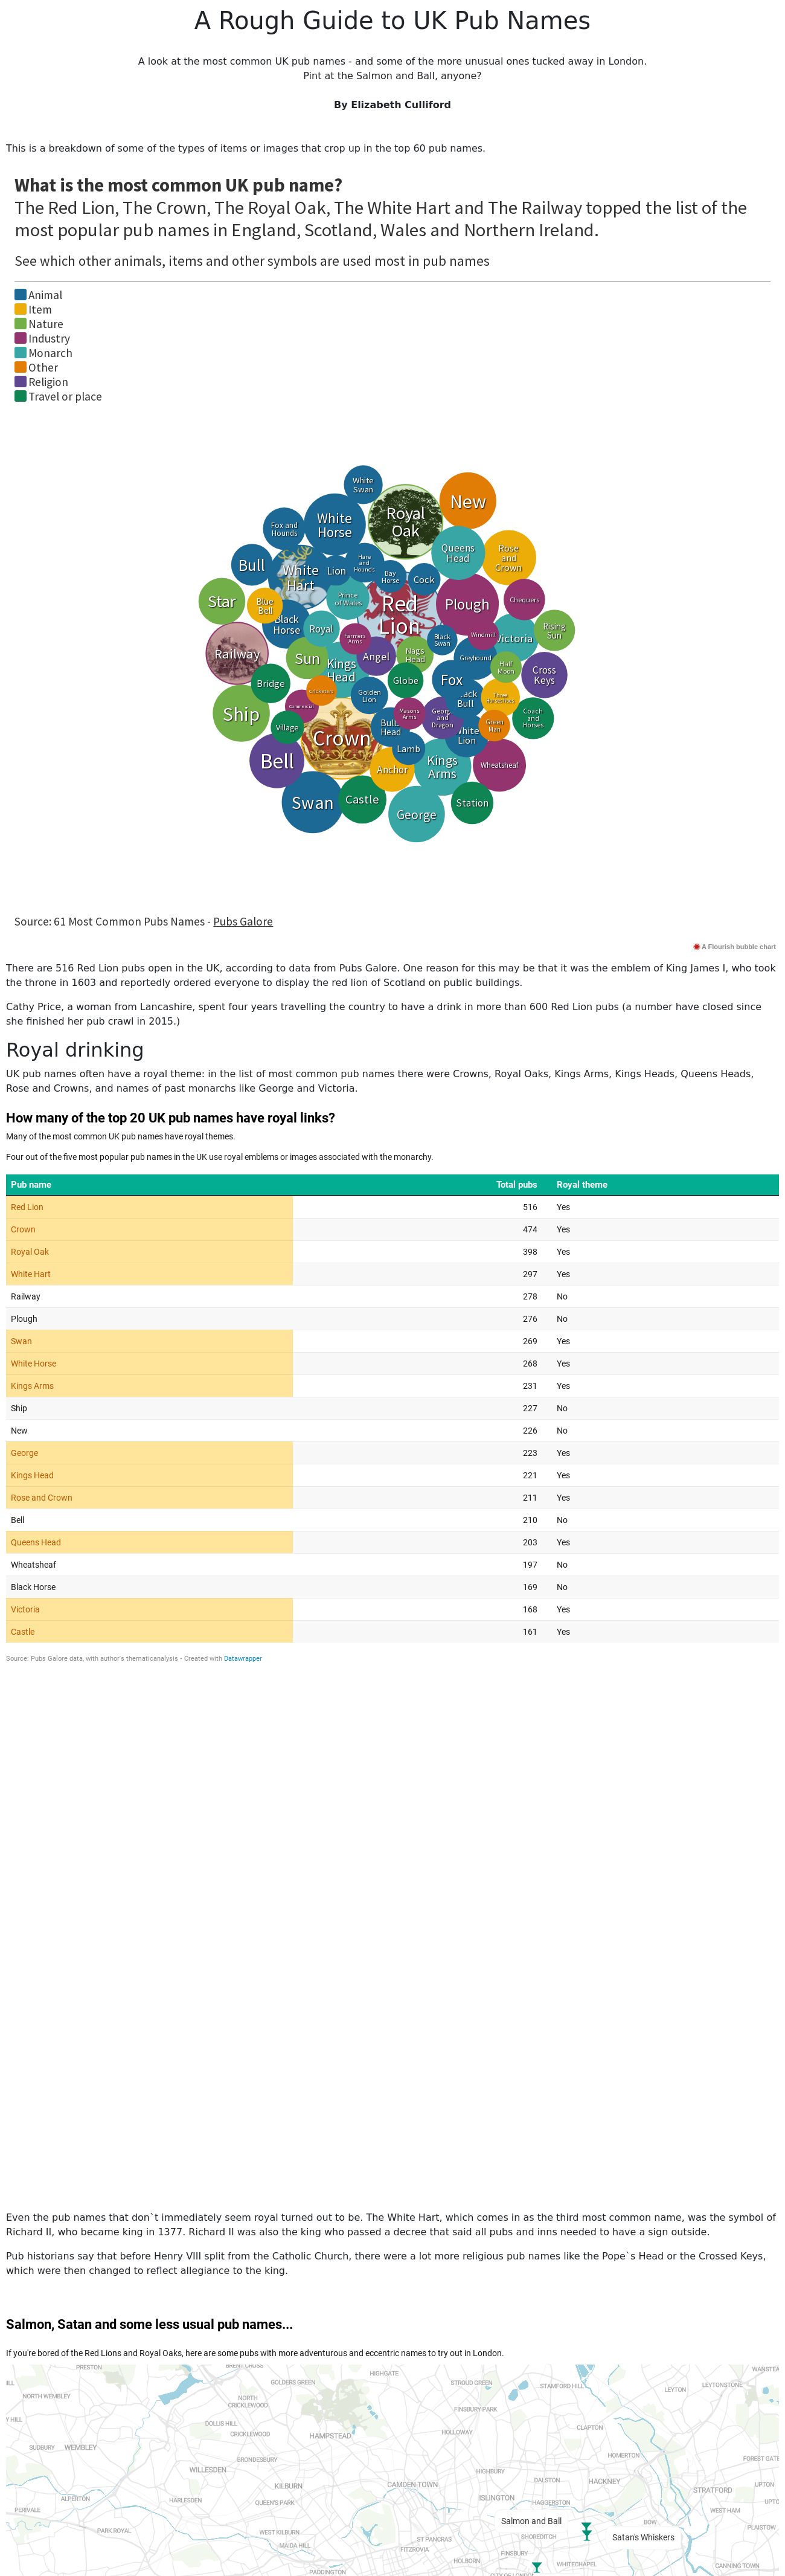 A Rough Guide to UK Pub Names
A look at the most common UK pub names - and some of the more unusual ones tucked away in London.
Pint at the Salmon and Ball, anyone?
By Elizabeth Culliford
This is a breakdown of some of the types of items or images that crop up in the top 60 pub names.
What is the most common UK pub name?
The Red Lion, The Crown, The Royal Oak, The White Hart and The Railway topped the list of the
most popular pub names in England, Scotland, Wales and Northern Ireland.
See which other animals, items and other symbols are used most in pub names
Animal
Item
Nature
Industry
Monarch
Other
Religion
Travel or place
White
Swan
New
Royal
Oak
White
Horse
Fox and
Hounds
Queens
Head
Rose
and
Crown
Hare
and
Hounds
Bull
Lion
White
Hart
Bay
Horse
Cock
Prince
of Wales
Star
Blue
Bell
Red
Lion
Plough
Chequers
Black
Horse
Royal
Farmers
Arms
Black
Swan
Windmill
Victoria
Rising
Sun
Railway
Sun
Kings
Head
Angel
Nags
Head
Greyhound
Half
Moon
Cross
Keys
Bridge
Globe
Fox
Golden
Lion
Ship
Village
Crown
Bulls
Head
Masons
Arms
George
and
Dragon
Black
Bull
Three
Horseshoes
Green
Man
Coach
and
Horses
White
Lion
Lamb
Bell
Anchor
Kings
Arms
Wheatsheaf
Swan
Castle
George
Station
Source: 61 Most Common Pubs Names - Pubs Galore
A Flourish bubble chart
There are 516 Red Lion pubs open in the UK, according to data from Pubs Galore. One reason for this may be that it was the emblem of King James I, who took
the throne in 1603 and reportedly ordered everyone to display the red lion of Scotland on public buildings.
Cathy Price, a woman from Lancashire, spent four years travelling the country to have a drink in more than 600 Red Lion pubs (a number have closed since
she finished her pub crawl in 2015.)
Royal drinking
UK pub names often have a royal theme: in the list of most common pub names there were Crowns, Royal Oaks, Kings Arms, Kings Heads, Queens Heads,
Rose and Crowns, and names of past monarchs like George and Victoria.
How many of the top 20 UK pub names have royal links?
Many of the most common UK pub names have royal themes.
Four out of the five most popular pub names in the UK use royal emblems or images associated with the monarchy.
Pub name Total pubs Royal theme
Red Lion 516 Yes
Crown 474 Yes
Royal Oak 398 Yes
White Hart 297 Yes
Railway 278 No
Plough 276 No
Swan 269 Yes
White Horse 268 Yes
Kings Arms 231 Yes
Ship 227 No
New 226 No
George 223 Yes
Kings Head 221 Yes
Rose and Crown 211 Yes
Bell 210 No
Queens Head 203 Yes
Wheatsheaf 197 No
Black Horse 169 No
Victoria 168 Yes
Castle 161 Yes
Source: Pubs Galore data, with author's thematicanalysis • Created with Datawrapper
Even the pub names that don`t immediately seem royal turned out to be. The White Hart, which comes in as the third most common name, was the symbol of
Richard II, who became king in 1377. Richard II was also the king who passed a decree that said all pubs and inns needed to have a sign outside.
Pub historians say that before Henry VIII split from the Catholic Church, there were a lot more religious pub names like the Pope`s Head or the Crossed Keys,
which were then changed to reflect allegiance to the king.
Salmon, Satan and some less usual pub names...
If you're bored of the Red Lions and Royal Oaks, here are some pubs with more adventurous and eccentric names to try out in London.
PRESTON
BRENT CROSS
GOLDERS GREEN
HIGHGATE
STROUD GREEN
STAMFORD HILL
LEYTON
LEYTONSTONE
NORTH WEMBLEY
NORTH
CRICKLEWOOD
FINSBURY PARK
DOLLIS HILL
CRICKLEWOOD
HAMPSTEAD
HOLLOWAY
CLAPTON
SUDBURY
WEMBLEY
HOMERTON
BRONDESBURY
FOREST GATE
WILLESDEN
HIGHBURY
DALSTON
HACKNEY
KILBURN
CAMDEN TOWN
STRATFORD
UPTON
ALPERTON
HARLESDEN
QUEEN'S PARK
ISLINGTON
HAGGERSTON
WEST HAM
PERIVALE
Salmon and Ball
BOW
PARK ROYAL
WEST KILBURN
PLAISTOW
ST PANCRAS
SHOREDITCH
Satan's Whiskers
MAIDA HILL
FITZROVIA
FINSBURY
HOLBORN
WHITECHAPEL
CANNING TOWN
PADDINGTON
CITY OF LONDON